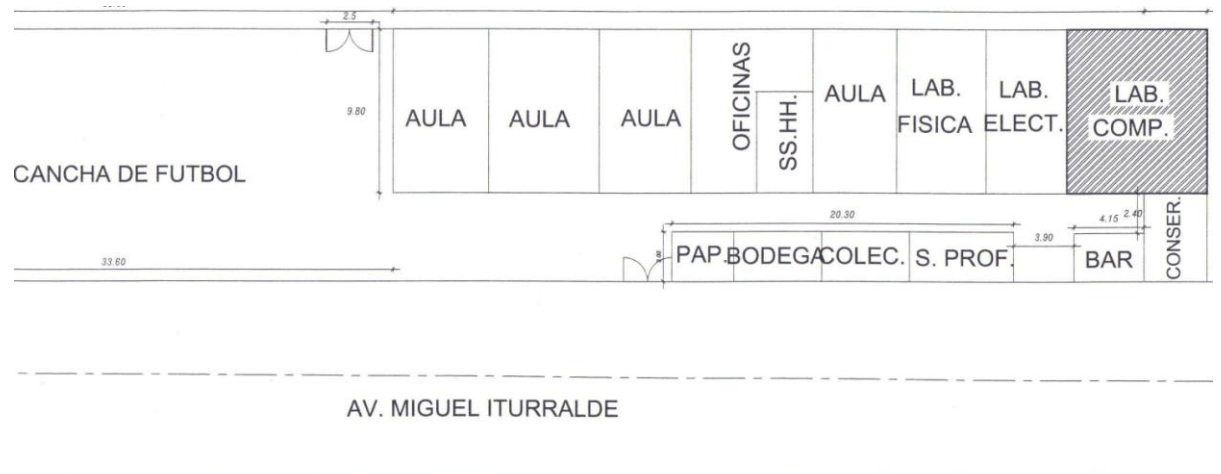 2.5
9.80
AULA
AULA
AULA
OFICINAS
SS.HH.
AULA
LAB.
FISICA
LAB.
ELECT.
LAB.
COMP.
CANCHA DE FUTBOL
33.60
20.30
3.90
4.15
2.40
PAP.
BODEGA
COLEC.
S. PROF.
BAR
CONSER.
AV. MIGUEL ITURRALDE